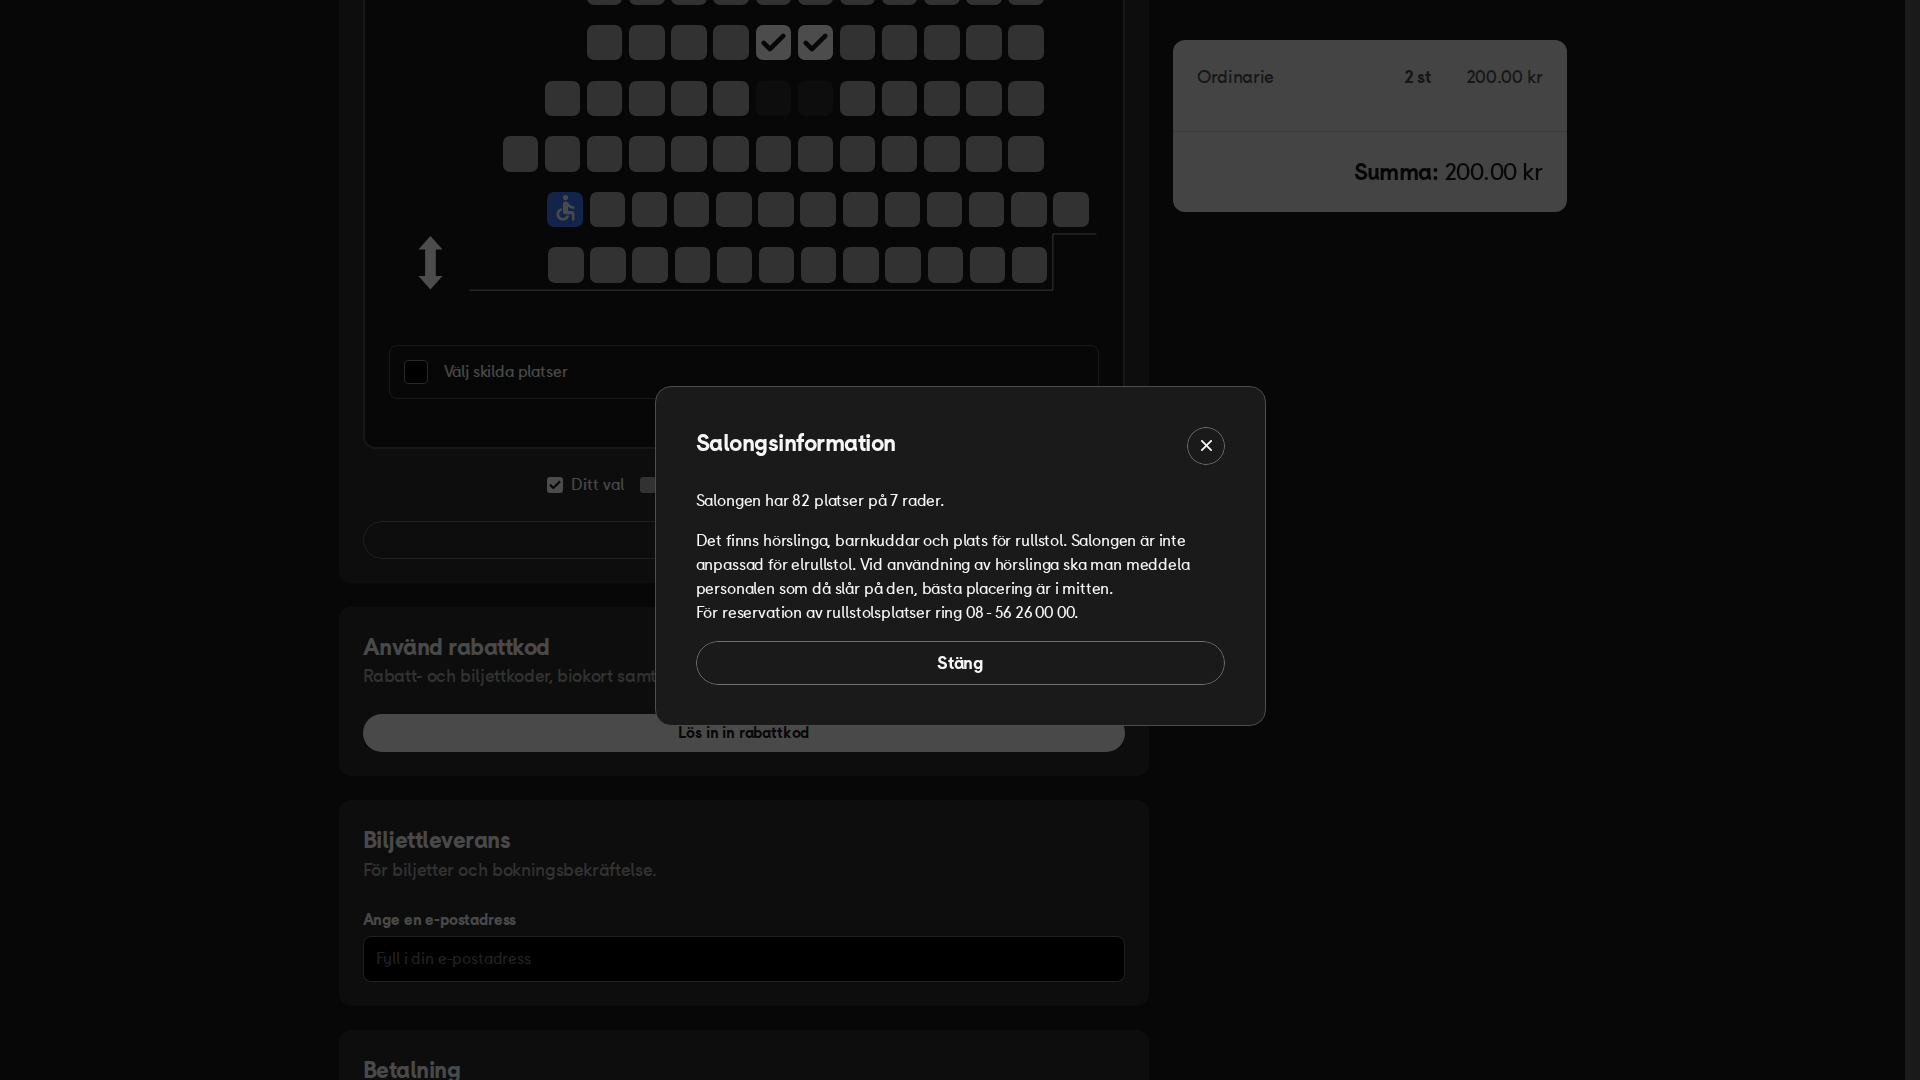 Ordinarie 2 st 200.00 kr
Summa: 200.00 kr
Välj skilda platser
Ditt val
Salongsinformation
Salongen har 82 platser på 7 rader.
Det finns hörslinga, barnkuddar och plats för rullstol. Salongen är inte
anpassad för elrullstol. Vid användning av hörslinga ska man meddela
personalen som då slår på den, bästa placering är i mitten.
För reservation av rullstolsplatser ring 08 - 56 26 00 00.
Stäng
Använd rabattkod
Rabatt- och biljettkoder, biokort samt
Lös in in rabattkod
Biljettleverans
För biljetter och bokningsbekräftelse.
Ange en e-postadress
Fyll i din e-postadress
Betalning